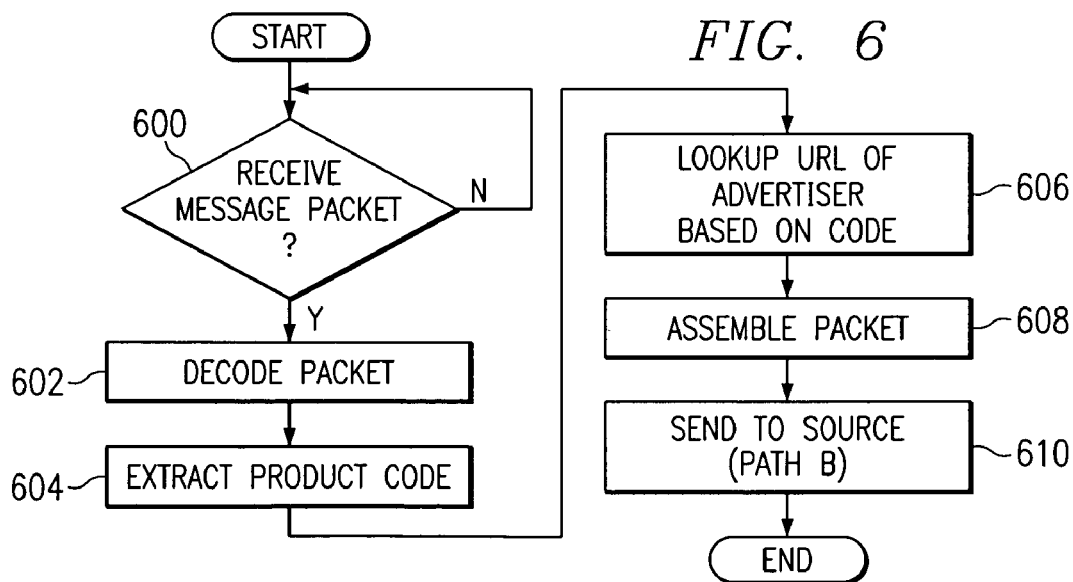 FIG. 6
START
600
RECEIVE
MESSAGE PACKET
?
N
Y
602
DECODE PACKET
604
EXTRACT PRODUCT CODE
LOOKUP URL OF
ADVERTISER
BASED ON CODE
606
ASSEMBLE PACKET
608
SEND TO SOURCE
(PATH B)
610
END